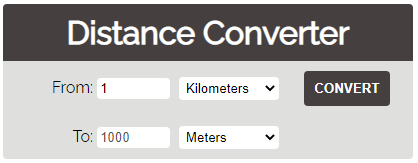 Distance Converter
From: 1 Kilometers CONVERT
To: 1000 Meters